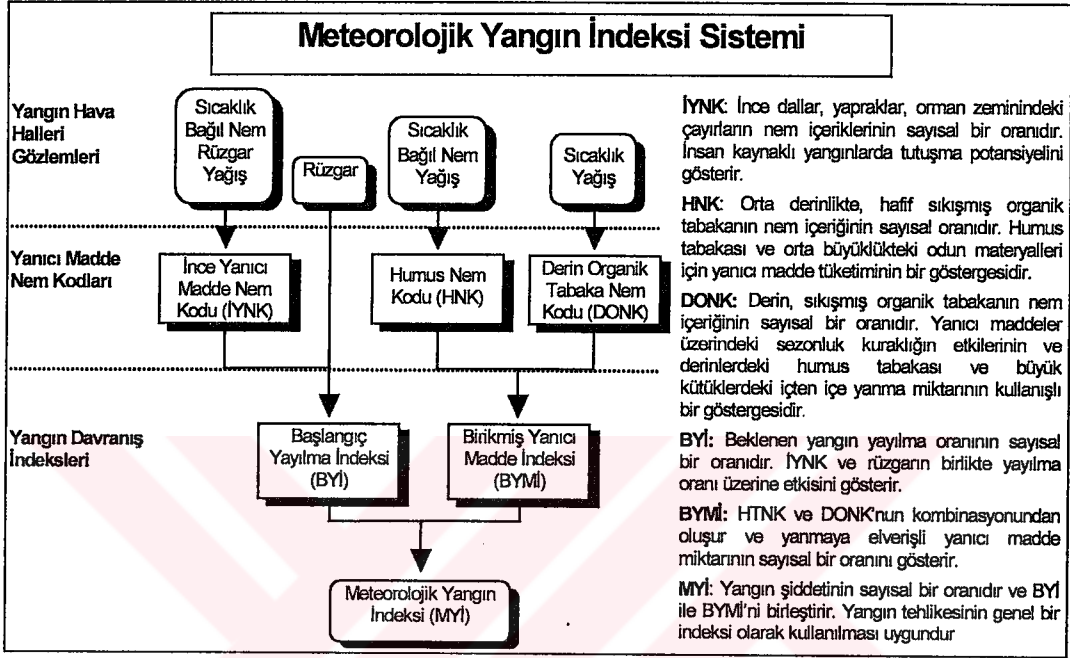 Meteorolojik Yangın İndeksi Sistemi
Yangın Hava
Halleri
Gözlemleri
Sıcaklık
Bağıl Nem
Rüzgar
Yağış
Rüzgar
Sıcaklık
Bağıl Nem
Yağış
Sıcaklık
Yağış
Yanıcı Madde
Nem Kodları
İnce Yanıcı
Madde Nem
Kodu (İYNK)
Humus Nem
Kodu (HNK)
Derin Organik
Tabaka Nem
Kodu (DONK)
Yangın Davranış
İndeksleri
Başlangıç
Yayılma İndeksi
(BYİ)
Birikmiş Yanıcı
Madde İndeksi
(BYMİ)
Meteorolojik Yangın
İndeksi (MYİ)
İYNK: İnce dallar, yapraklar, orman zeminindeki
çayırların nem içeriklerinin sayısal bir oranıdır.
İnsan kaynaklı yangınlarda tutuşma potansiyelini
gösterir.
HNK: Orta derinlikte, hafif sıkışmış organik
tabakanın nem içeriğinin sayısal oranıdır. Humus
tabakası ve orta büyüklükteki odun materyalleri
için yanıcı madde tüketiminin bir göstergesidir.
DONK: Derin, sıkışmış organik tabakanın nem
içeriğinin sayısal bir oranıdır. Yanıcı maddeler
üzerindeki sezonluk kuraklığın etkilerinin ve
derinlerdeki humus tabakası ve büyük
kütüklerdeki içten içe yanma miktarının kullanışlı
bir göstergesidir.
BYİ: Beklenen yangın yayılma oranının sayısal
bir oranıdır. İYNK ve rüzgarın birlikte yayılma
oranı üzerine etkisini gösterir.
BYMİ: HTNK ve DONK'nun kombinasyonundan
oluşur ve yanmaya elverişli yanıcı madde
miktarının sayısal bir oranını gösterir.
MYİ: Yangın şiddetinin sayısal bir oranıdır ve BYİ
ile BYMİ'ni birleştirir. Yangın tehlikesinin genel bir
indeksi olarak kullanılması uygundur